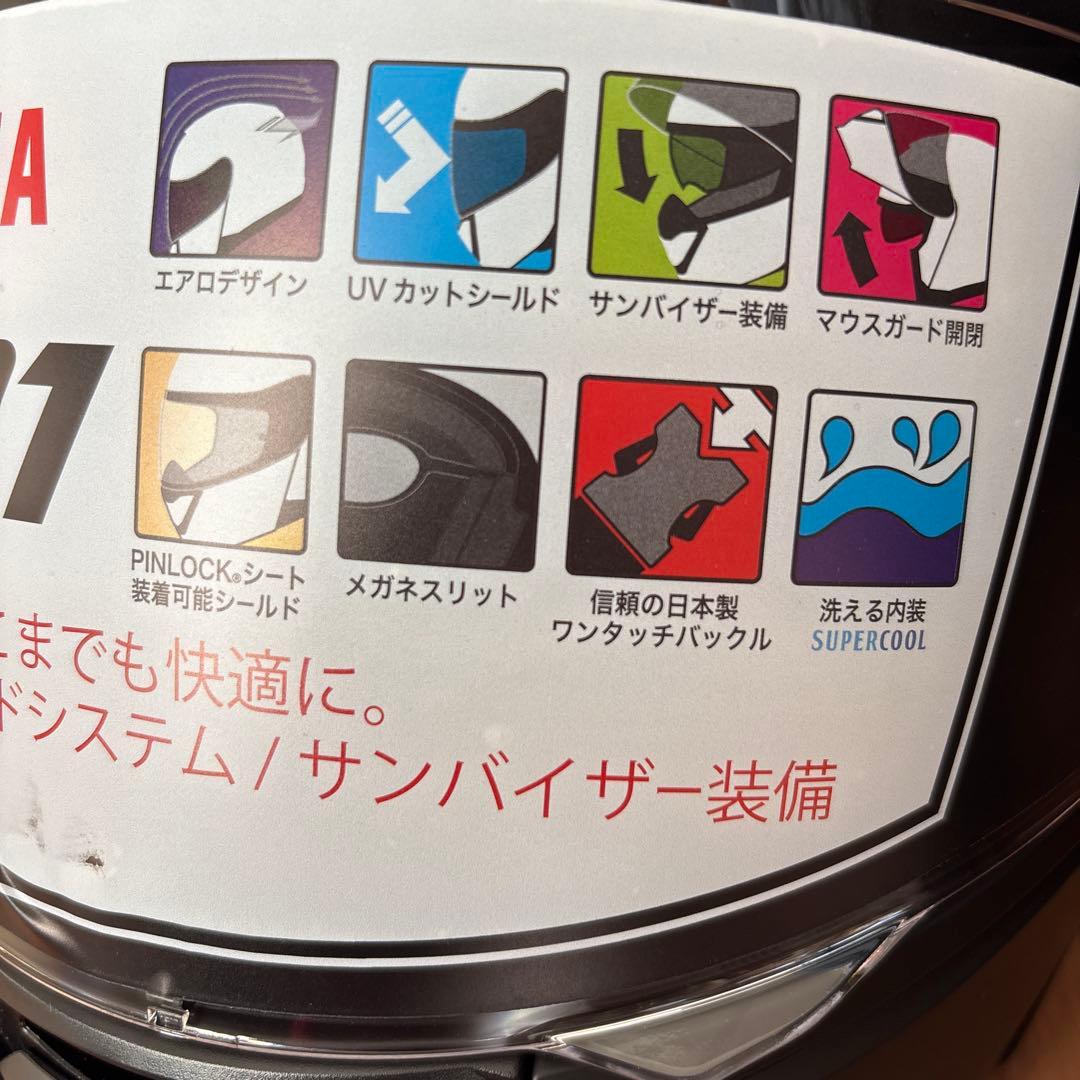 エアロデザイン
UVカットシールド
サンバイザー装備
マウスガード開閉
PINLOCK®シート
装着可能シールド
メガネスリット
信頼の日本製
ワンタッチバックル
洗える内装
SUPERCOOL
こまでも快適に。
ドシステム / サンバイザー装備